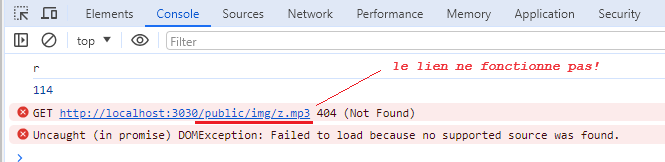 Elements Console Sources Network Performance Memory Application Security
top Filter
le lien ne fonctionne pas!
r
114
GET http://localhost:3030/public/img/z.mp3 404 (Not Found)
Uncaught (in promise) DOMException: Failed to load because no supported source was found.